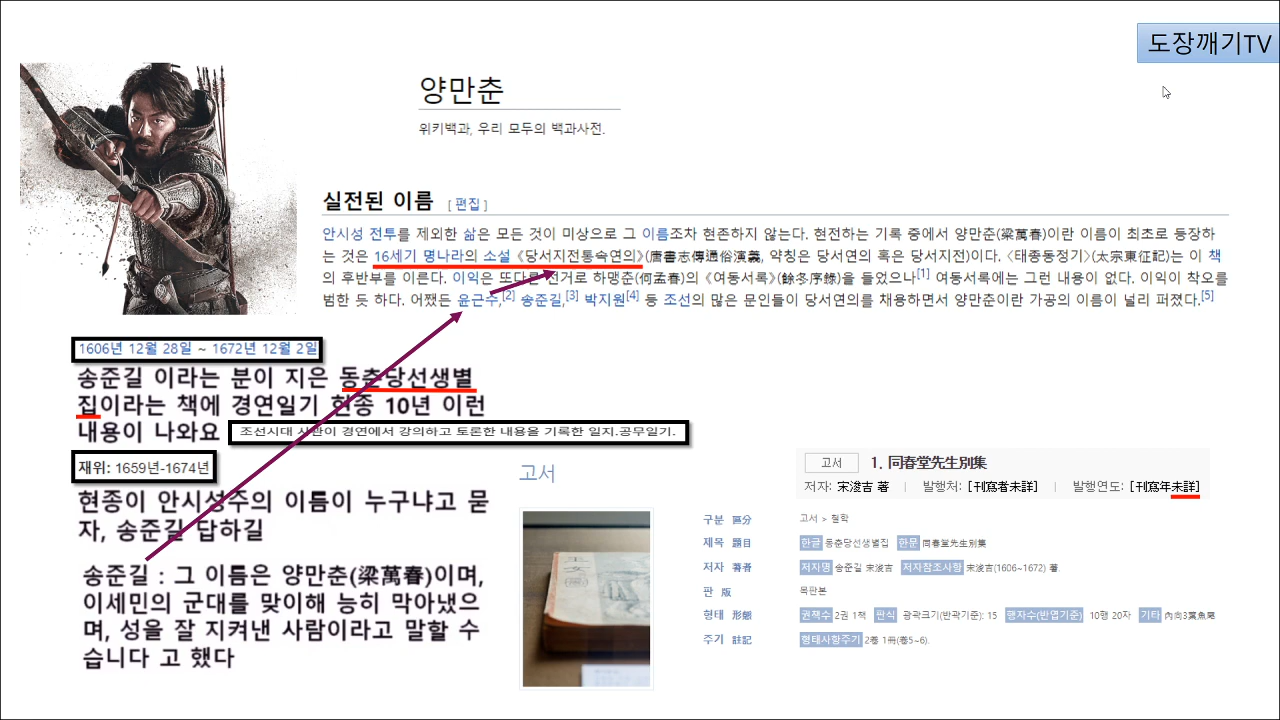 도장깨기TV
양만춘
위키백과, 우리 모두의 백과사전.
실전된 이름 [ 편집 ]
안시성 전투를 제외한 삶은 모든 것이 미상으로 그 이름조차 현존하지 않는다. 현전하는 기록 중에서 양만춘(梁萬春)이란 이름이 최초로 등장하
는 것은 16세기 명나라의 소설 《당서지전통속연의》(唐書志傳通俗演義, 약칭은 당서연의 혹은 당서지전)이다. 〈태종동정기〉(太宗東征記)는 이 책
의 후반부를 이른다. 이익은 또다른 전거로 하맹춘(何孟春)의 《여동서록》(餘冬序錄)을 들었으나[1] 여동서록에는 그런 내용이 없다. 이익이 착오를
범한 듯 하다. 어쨌든 윤근수,[2] 송준길,[3] 박지원[4] 등 조선의 많은 문인들이 당서연의를 채용하면서 양만춘이란 가공의 이름이 널리 퍼졌다.[5]
1606년 12월 28일 ~ 1672년 12월 2일
송준길 이라는 분이 지은 동춘당선생별
집이라는 책에 경연일기 현종 10년 이런
내용이 나와요
조선시대 사관이 경연에서 강의하고 토론한 내용을 기록한 일지.공무일기.
재위: 1659년-1674년
현종이 안시성주의 이름이 누구냐고 묻
자, 송준길 답하길
송준길 : 그 이름은 양만춘(梁萬春)이며,
이세민의 군대를 맞이해 능히 막아냈으
며, 성을 잘 지켜낸 사람이라고 말할 수
습니다 고 했다
고서
고서 1. 同春堂先生別集
저자: 宋浚吉 著 | 발행처: [刊寫者未詳] | 발행연도: [刊寫年未詳]
구분 區分 고서 > 철학
제목 題目 한글 동춘당선생별집 한문 同春堂先生別集
저자 著者 저자명 송준길 宋浚吉 저자참조사항 宋浚吉(1606~1672) 著
판 版 목판본
형태 形態 권책수 2권 1책 판식 광곽크기(반곽기준): 15 행자수(반엽기준) 10행 20자 기타 內向3葉魚尾
주기 註記 형태사항주기 2卷 1冊(卷5~6).